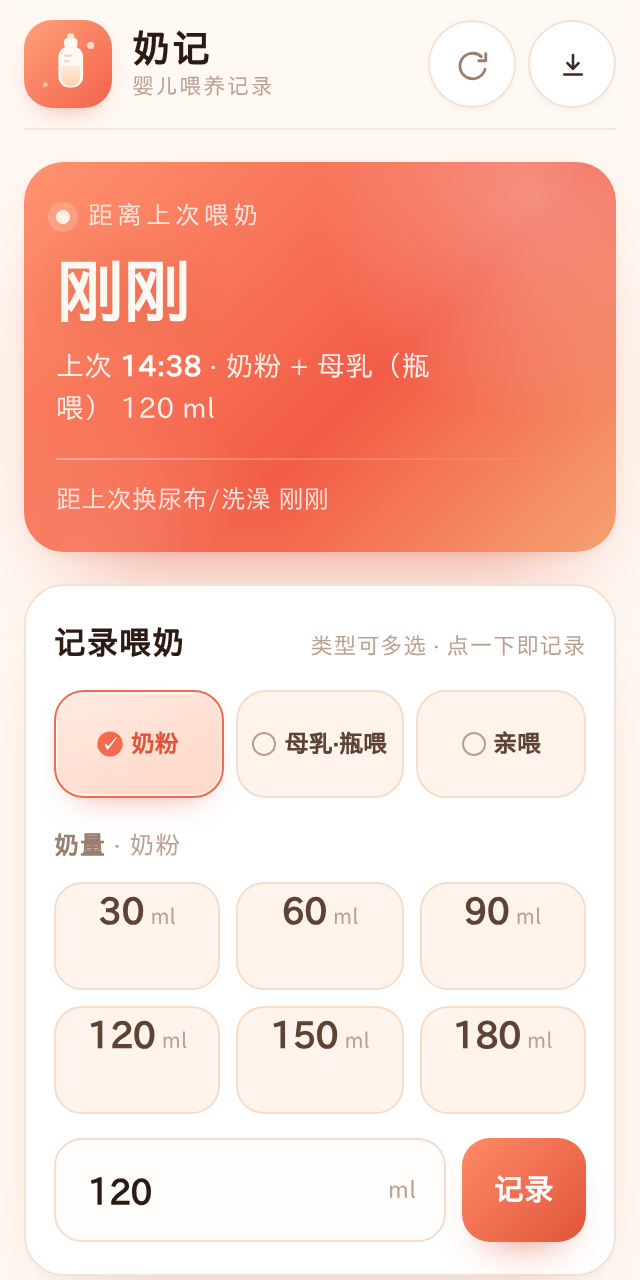 奶记
婴儿喂养记录
距离上次喂奶
刚刚
上次 14:38 · 奶粉 + 母乳（瓶
喂） 120 ml
距上次换尿布/洗澡 刚刚
记录喂奶
类型可多选 · 点一下即记录
奶粉
母乳·瓶喂
亲喂
奶量 · 奶粉
30 ml
60 ml
90 ml
120 ml
150 ml
180 ml
120 ml
记录